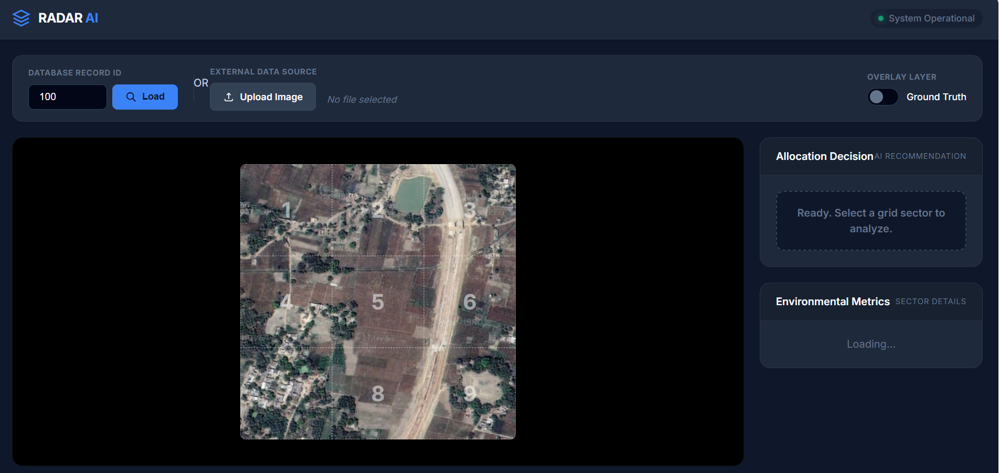 RADAR AI
System Operational
DATABASE RECORD ID
100
Load
OR
EXTERNAL DATA SOURCE
Upload Image
No file selected
OVERLAY LAYER
Ground Truth
1
2
3
4
5
6
7
8
9
Allocation Decision
AI RECOMMENDATION
Ready. Select a grid sector to
analyze.
Environmental Metrics
SECTOR DETAILS
Loading...